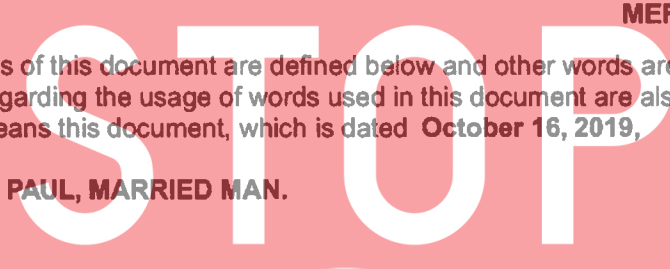 MER
s of this document are defined below and other words are
garding the usage of words used in this document are als
eans this document, which is dated October 16, 2019,
PAUL, MARRIED MAN.
STOP